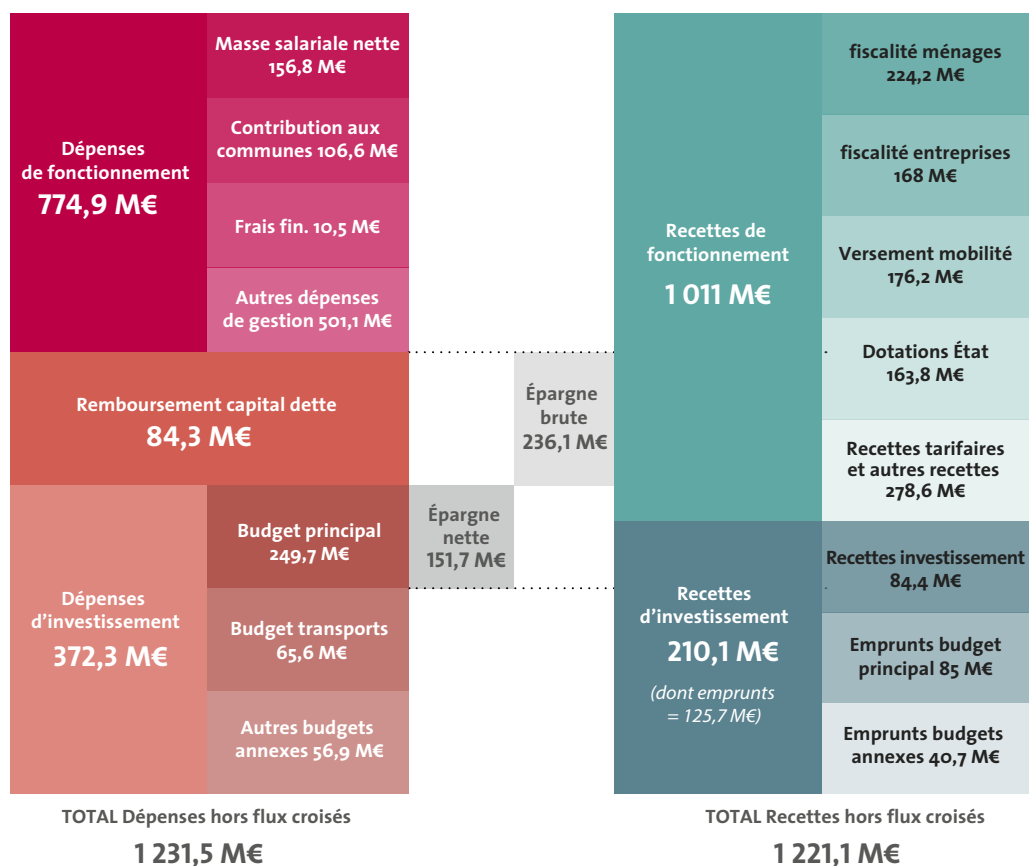 Dépenses
de fonctionnement
774,9 M€
Masse salariale nette
156,8 M€
Contribution aux
communes 106,6 M€
Frais fin. 10,5 M€
Autres dépenses
de gestion 501,1 M€
Remboursement capital dette
84,3 M€
Dépenses
d’investissement
372,3 M€
Budget principal
249,7 M€
Budget transports
65,6 M€
Autres budgets
annexes 56,9 M€
TOTAL Dépenses hors flux croisés
1 231,5 M€
Épargne
nette
151,7 M€
Épargne
brute
236,1 M€
Recettes de
fonctionnement
1 011 M€
fiscalité ménages
224,2 M€
fiscalité entreprises
168 M€
Versement mobilité
176,2 M€
Dotations État
163,8 M€
Recettes tarifaires
et autres recettes
278,6 M€
Recettes
d’investissement
210,1 M€
(dont emprunts
= 125,7 M€)
Recettes investissement
84,4 M€
Emprunts budget
principal 85 M€
Emprunts budgets
annexes 40,7 M€
TOTAL Recettes hors flux croisés
1 221,1 M€